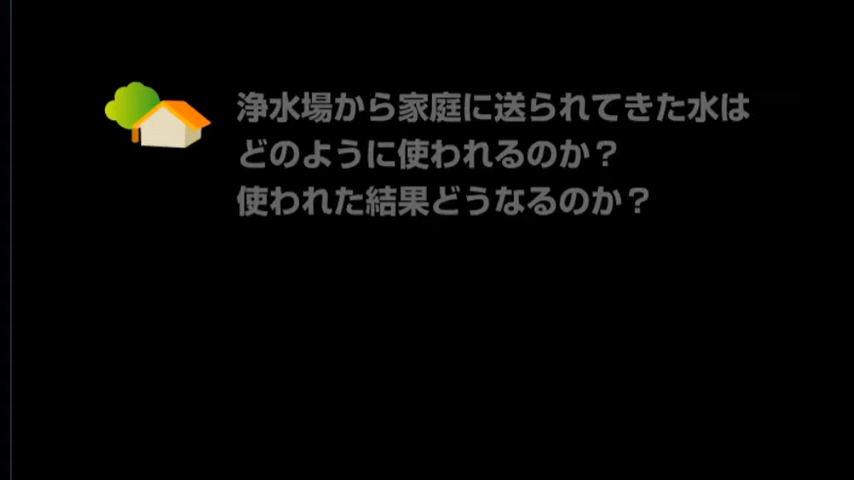 浄水場から家庭に送られてきた水は
どのように使われるのか？
使われた結果どうなるのか？